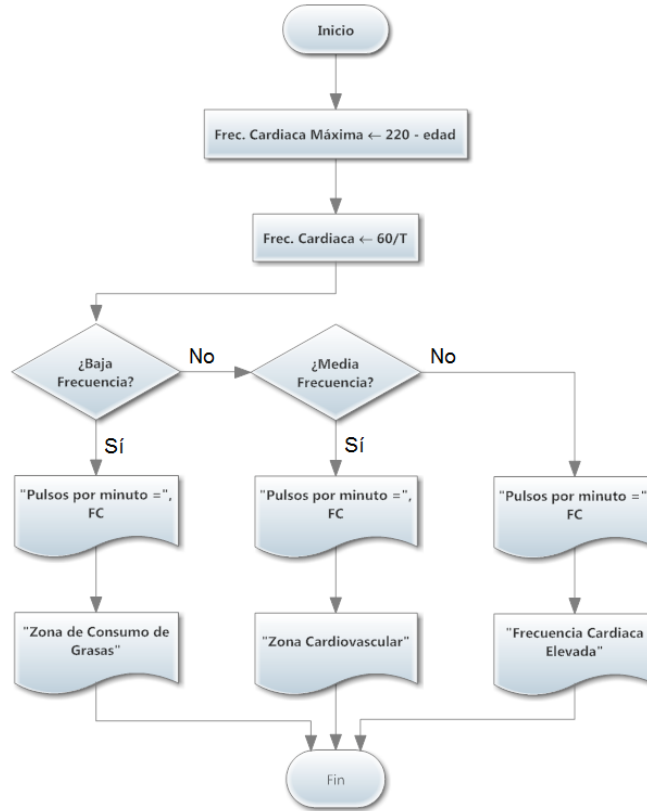 Inicio
Frec. Cardiaca Máxima ← 220 - edad
Frec. Cardiaca ← 60/T
¿Baja
Frecuencia?
No
¿Media
Frecuencia?
No
Sí
Sí
"Pulsos por minuto =",
FC
"Pulsos por minuto =",
FC
"Pulsos por minuto ="
FC
"Zona de Consumo de
Grasas"
"Zona Cardiovascular"
"Frecuencia Cardiaca
Elevada"
Fin